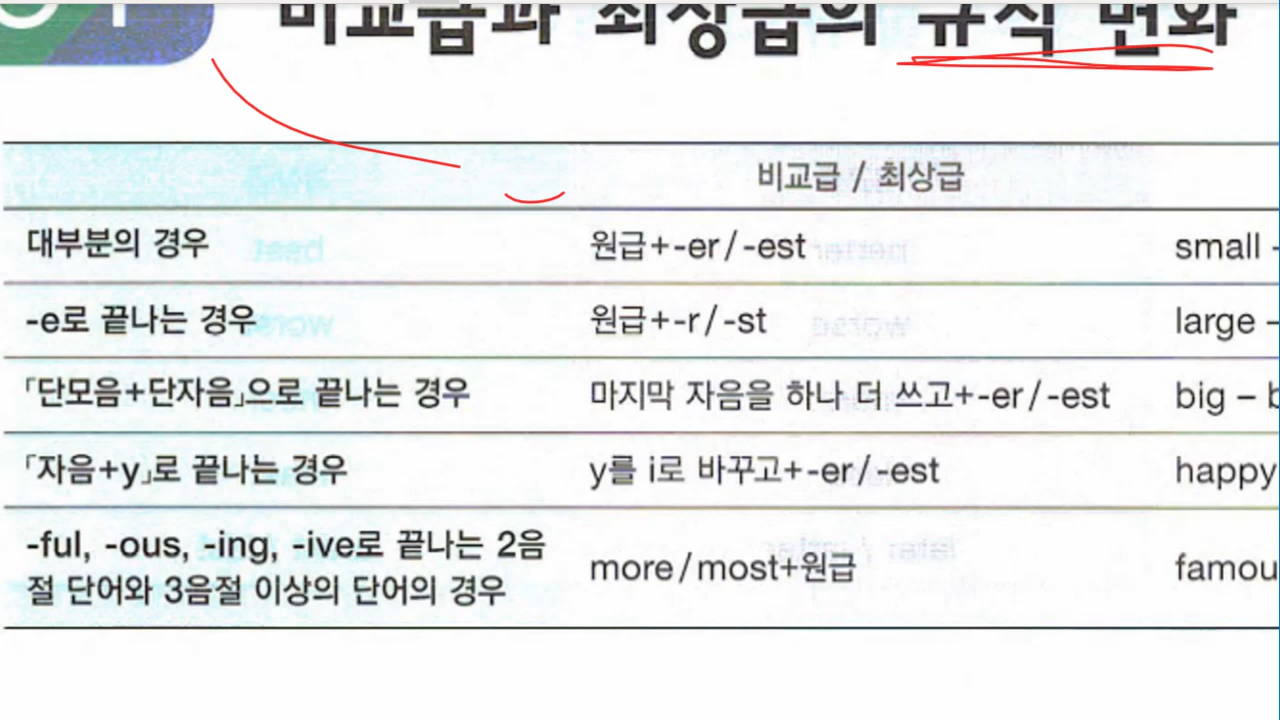 비교급과 최상급의 규칙 변화
비교급 / 최상급
대부분의 경우 원급+-er / -est small -
-e로 끝나는 경우 원급+-r / -st large –
「단모음+단자음」으로 끝나는 경우 마지막 자음을 하나 더 쓰고+-er / -est big – b
「자음+y」로 끝나는 경우 y를 i로 바꾸고+-er / -est happy
-ful, -ous, -ing, -ive로 끝나는 2음
절 단어와 3음절 이상의 단어의 경우 more / most+원급 famou